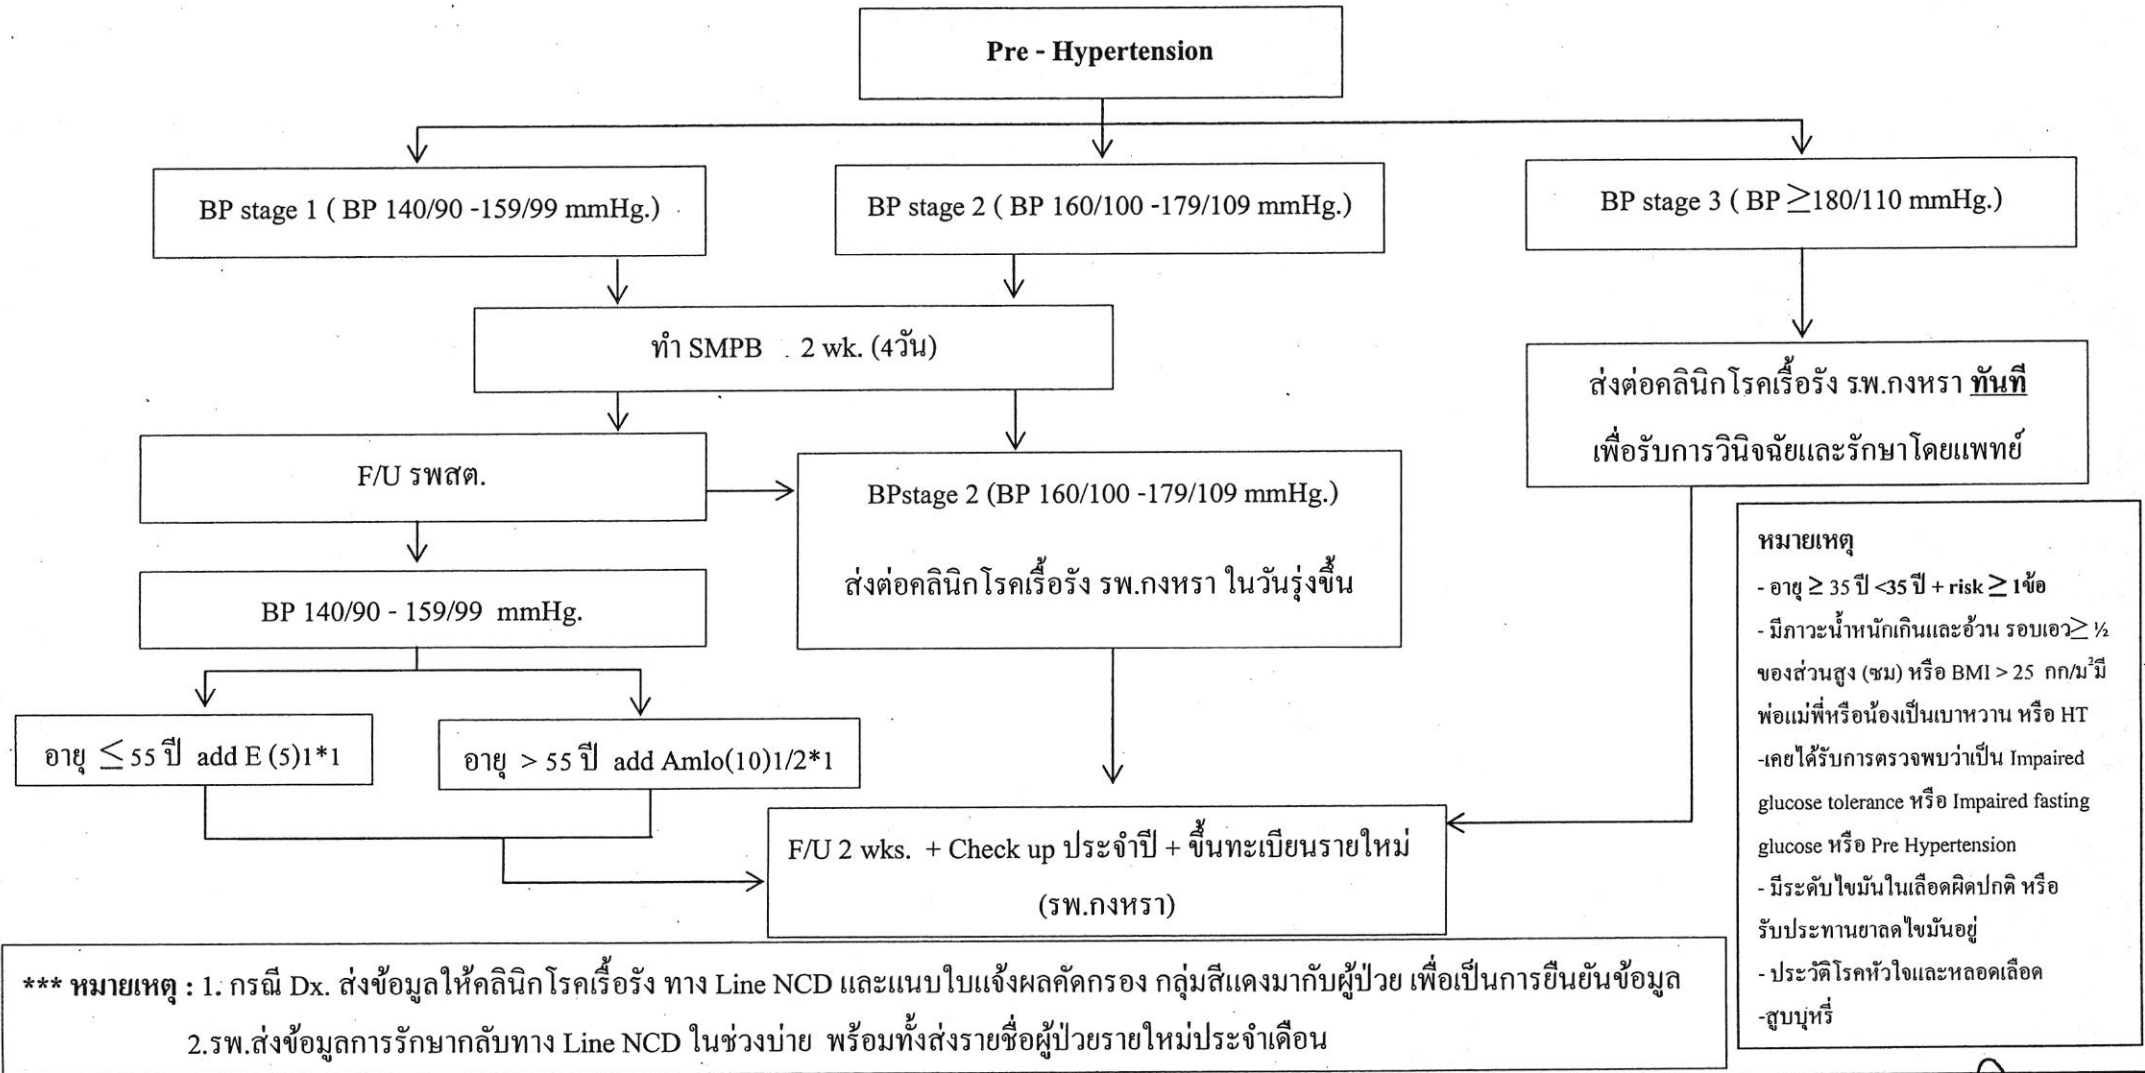 Pre - Hypertension
BP stage 1 ( BP 140/90 -159/99 mmHg.)
BP stage 2 ( BP 160/100 -179/109 mmHg.)
BP stage 3 ( BP ≥180/110 mmHg.)
ทำ SMPB . 2 wk. (4วัน)
ส่งต่อคลินิกโรคเรื้อรัง รพ.กงหรา ทันที
เพื่อรับการวินิจฉัยและรักษาโดยแพทย์
F/U รพสต.
BPstage 2 (BP 160/100 -179/109 mmHg.)
ส่งต่อคลินิกโรคเรื้อรัง รพ.กงหรา ในวันรุ่งขึ้น
BP 140/90 - 159/99 mmHg.
อายุ ≤ 55 ปี add E (5)1*1
อายุ > 55 ปี add Amlo(10)1/2*1
F/U 2 wks. + Check up ประจำปี + ขึ้นทะเบียนรายใหม่
(รพ.กงหรา)
หมายเหตุ
- อายุ ≥ 35 ปี <35 ปี + risk ≥ 1ข้อ
- มีภาวะน้ำหนักเกินและอ้วน รอบเอว≥ ½
ของส่วนสูง (ซม) หรือ BMI > 25 กก/ม²มี
พ่อแม่พี่หรือน้องเป็นเบาหวาน หรือ HT
-เคยได้รับการตรวจพบว่าเป็น Impaired
glucose tolerance หรือ Impaired fasting
glucose หรือ Pre Hypertension
- มีระดับไขมันในเลือดผิดปกติ หรือ
รับประทานยาลดไขมันอยู่
- ประวัติโรคหัวใจและหลอดเลือด
-สูบบุหรี่
*** หมายเหตุ : 1. กรณี Dx. ส่งข้อมูลให้คลินิกโรคเรื้อรัง ทาง Line NCD และแนบใบแจ้งผลคัดกรอง กลุ่มสีแดงมากับผู้ป่วย เพื่อเป็นการยืนยันข้อมูล
2.รพ.ส่งข้อมูลการรักษากลับทาง Line NCD ในช่วงบ่าย พร้อมทั้งส่งรายชื่อผู้ป่วยรายใหม่ประจำเดือน